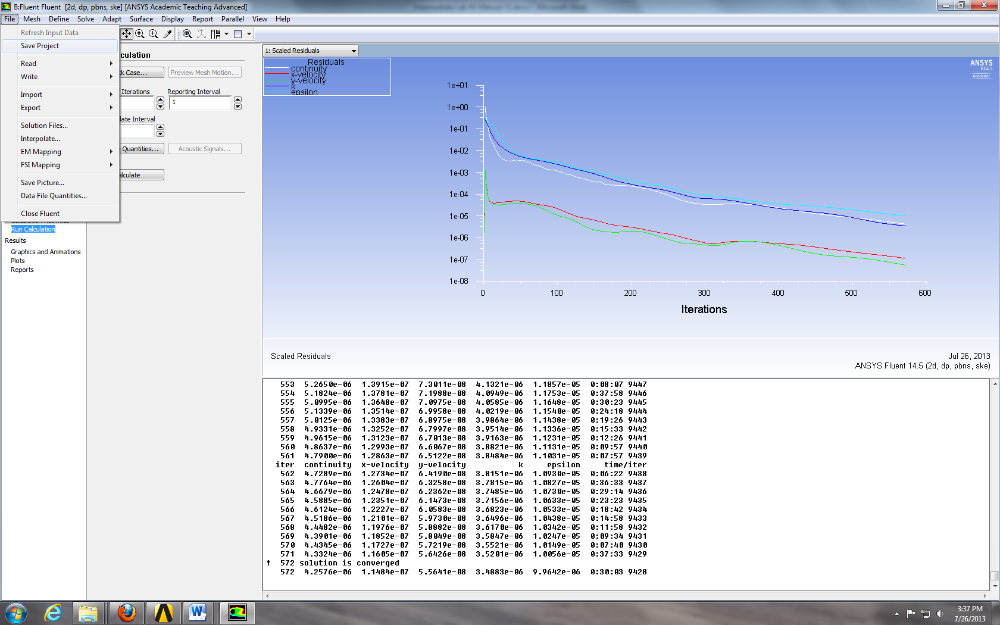 B:Fluent Fluent [2d, dp, pbns, ske] [ANSYS Academic Teaching Advanced]
File Mesh Define Solve Adapt Surface Display Report Parallel View Help
Refresh Input Data
Save Project
Read
Write
Import
Export
Solution Files...
Interpolate...
EM Mapping
FSI Mapping
Save Picture...
Data File Quantities...
Close Fluent
Run Calculation
Results
Graphics and Animations
Plots
Reports
culation
k Case... Preview Mesh Motion...
Iterations Reporting Interval
1
date Interval
Quantities... Acoustic Signals...
alculate
1: Scaled Residuals
Residuals
continuity
x-velocity
y-velocity
k
epsilon
ANSYS
R14.5
Academic
1e+01
1e+00
1e-01
1e-02
1e-03
1e-04
1e-05
1e-06
1e-07
1e-08
0 100 200 300 400 500 600
Iterations
Scaled Residuals
Jul 26, 2013
ANSYS Fluent 14.5 (2d, dp, pbns, ske)
553 5.2650e-06 1.3915e-07 7.3011e-08 4.1321e-06 1.1857e-05 0:08:07 9447
554 5.1824e-06 1.3781e-07 7.1988e-08 4.0949e-06 1.1753e-05 0:37:58 9446
555 5.0995e-06 1.3648e-07 7.0975e-08 4.0585e-06 1.1648e-05 0:30:23 9445
556 5.1339e-06 1.3514e-07 6.9958e-08 4.0219e-06 1.1540e-05 0:24:18 9444
557 5.0125e-06 1.3383e-07 6.8975e-08 3.9864e-06 1.1438e-05 0:19:26 9443
558 4.9331e-06 1.3252e-07 6.7997e-08 3.9514e-06 1.1336e-05 0:15:33 9442
559 4.9615e-06 1.3123e-07 6.7013e-08 3.9163e-06 1.1231e-05 0:12:26 9441
560 4.8637e-06 1.2993e-07 6.6067e-08 3.8821e-06 1.1131e-05 0:09:57 9440
561 4.7900e-06 1.2863e-07 6.5122e-08 3.8484e-06 1.1031e-05 0:07:57 9439
iter continuity x-velocity y-velocity k epsilon time/iter
562 4.7289e-06 1.2734e-07 6.4190e-08 3.8151e-06 1.0930e-05 0:06:22 9438
563 4.7764e-06 1.2604e-07 6.3258e-08 3.7815e-06 1.0827e-05 0:36:33 9437
564 4.6679e-06 1.2478e-07 6.2362e-08 3.7485e-06 1.0730e-05 0:29:14 9436
565 4.5885e-06 1.2351e-07 6.1473e-08 3.7156e-06 1.0633e-05 0:23:23 9435
566 4.6124e-06 1.2227e-07 6.0583e-08 3.6823e-06 1.0533e-05 0:18:42 9434
567 4.5186e-06 1.2101e-07 5.9730e-08 3.6496e-06 1.0438e-05 0:14:58 9433
568 4.4482e-06 1.1976e-07 5.8882e-08 3.6170e-06 1.0342e-05 0:11:58 9432
569 4.3901e-06 1.1852e-07 5.8049e-08 3.5847e-06 1.0247e-05 0:09:34 9431
570 4.4345e-06 1.1727e-07 5.7219e-08 3.5521e-06 1.0149e-05 0:07:40 9430
571 4.3324e-06 1.1605e-07 5.6426e-08 3.5201e-06 1.0056e-05 0:37:33 9429
! 572 solution is converged
572 4.2576e-06 1.1484e-07 5.5641e-08 3.4883e-06 9.9642e-06 0:30:03 9428
3:37 PM
7/26/2013